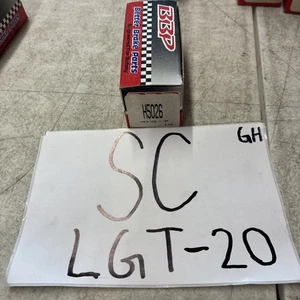 BBP
Better Brake Parts
H5026
SC
GH
LGT-20